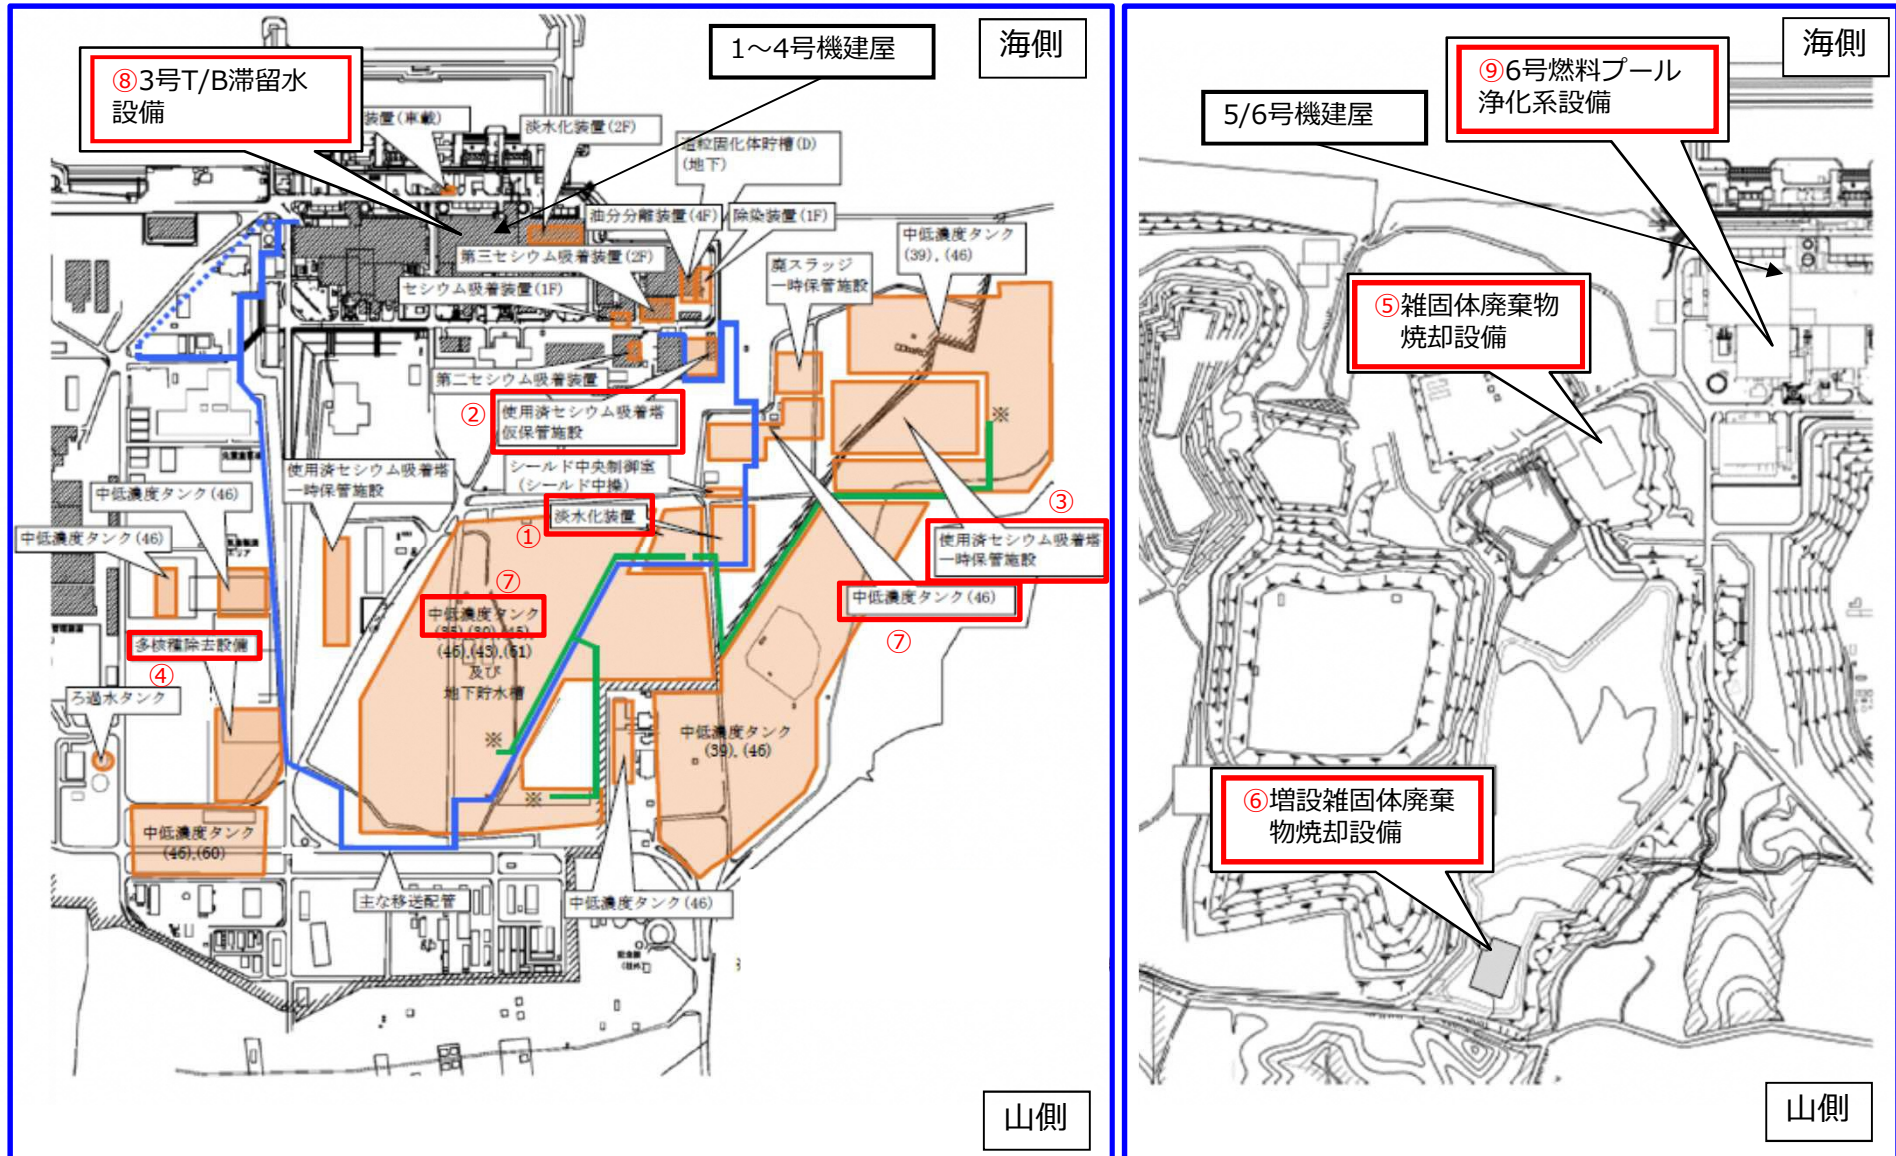 海側
1～4号機建屋
⑧3号T/B滞留水
設備
装置(車載)
淡水化装置(2F)
造粒固化体貯槽(D)
(地下)
油分分離装置(4F)
除染装置(1F)
中低濃度タンク
(39),(46)
第三セシウム吸着装置(2F)
廃スラッジ
一時保管施設
セシウム吸着装置(1F)
第二セシウム吸着装置
②
使用済セシウム吸着塔
仮保管施設
※
使用済セシウム吸着塔
一時保管施設
シールド中央制御室
(シールド中操)
中低濃度タンク(46)
淡水化装置
①
③
使用済セシウム吸着塔
一時保管施設
中低濃度タンク(46)
⑦
中低濃度タンク
(46),(43),(61)
及び
地下貯水槽
中低濃度タンク(46)
⑦
多核種除去設備
④
ろ過水タンク
※
中低濃度タンク
(39),(46)
※
中低濃度タンク
(46),(60)
主な移送配管
中低濃度タンク(46)
山側
海側
⑨6号燃料プール
浄化系設備
5/6号機建屋
⑤雑固体廃棄物
焼却設備
⑥増設雑固体廃棄
物焼却設備
山側